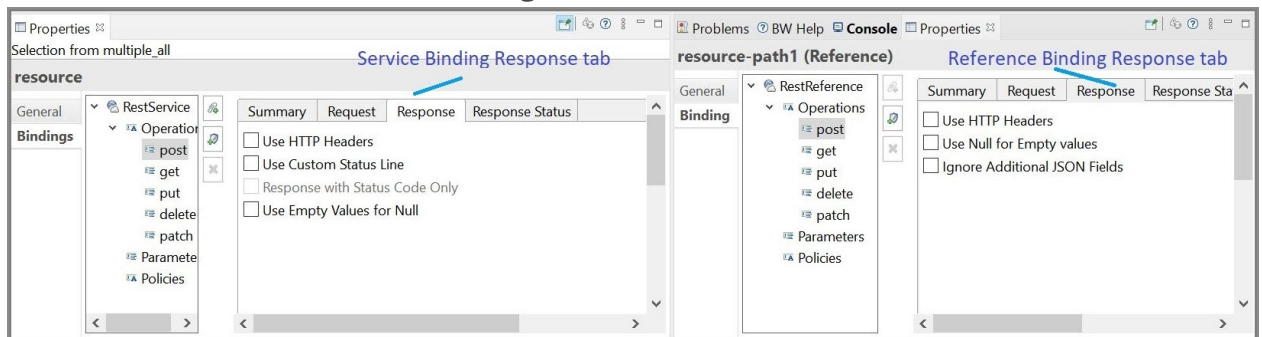 Properties
Selection from multiple_all
Service Binding Response tab
resource
General
Bindings
RestService
Operation
post
get
put
delete
patch
Paramete
Policies
Summary Request Response Response Status
Use HTTP Headers
Use Custom Status Line
Response with Status Code Only
Use Empty Values for Null
Problems BW Help Console Properties
resource-path1 (Reference)
Reference Binding Response tab
General
Binding
RestReference
Operations
post
get
put
delete
patch
Parameters
Policies
Summary Request Response Response Sta
Use HTTP Headers
Use Null for Empty values
Ignore Additional JSON Fields